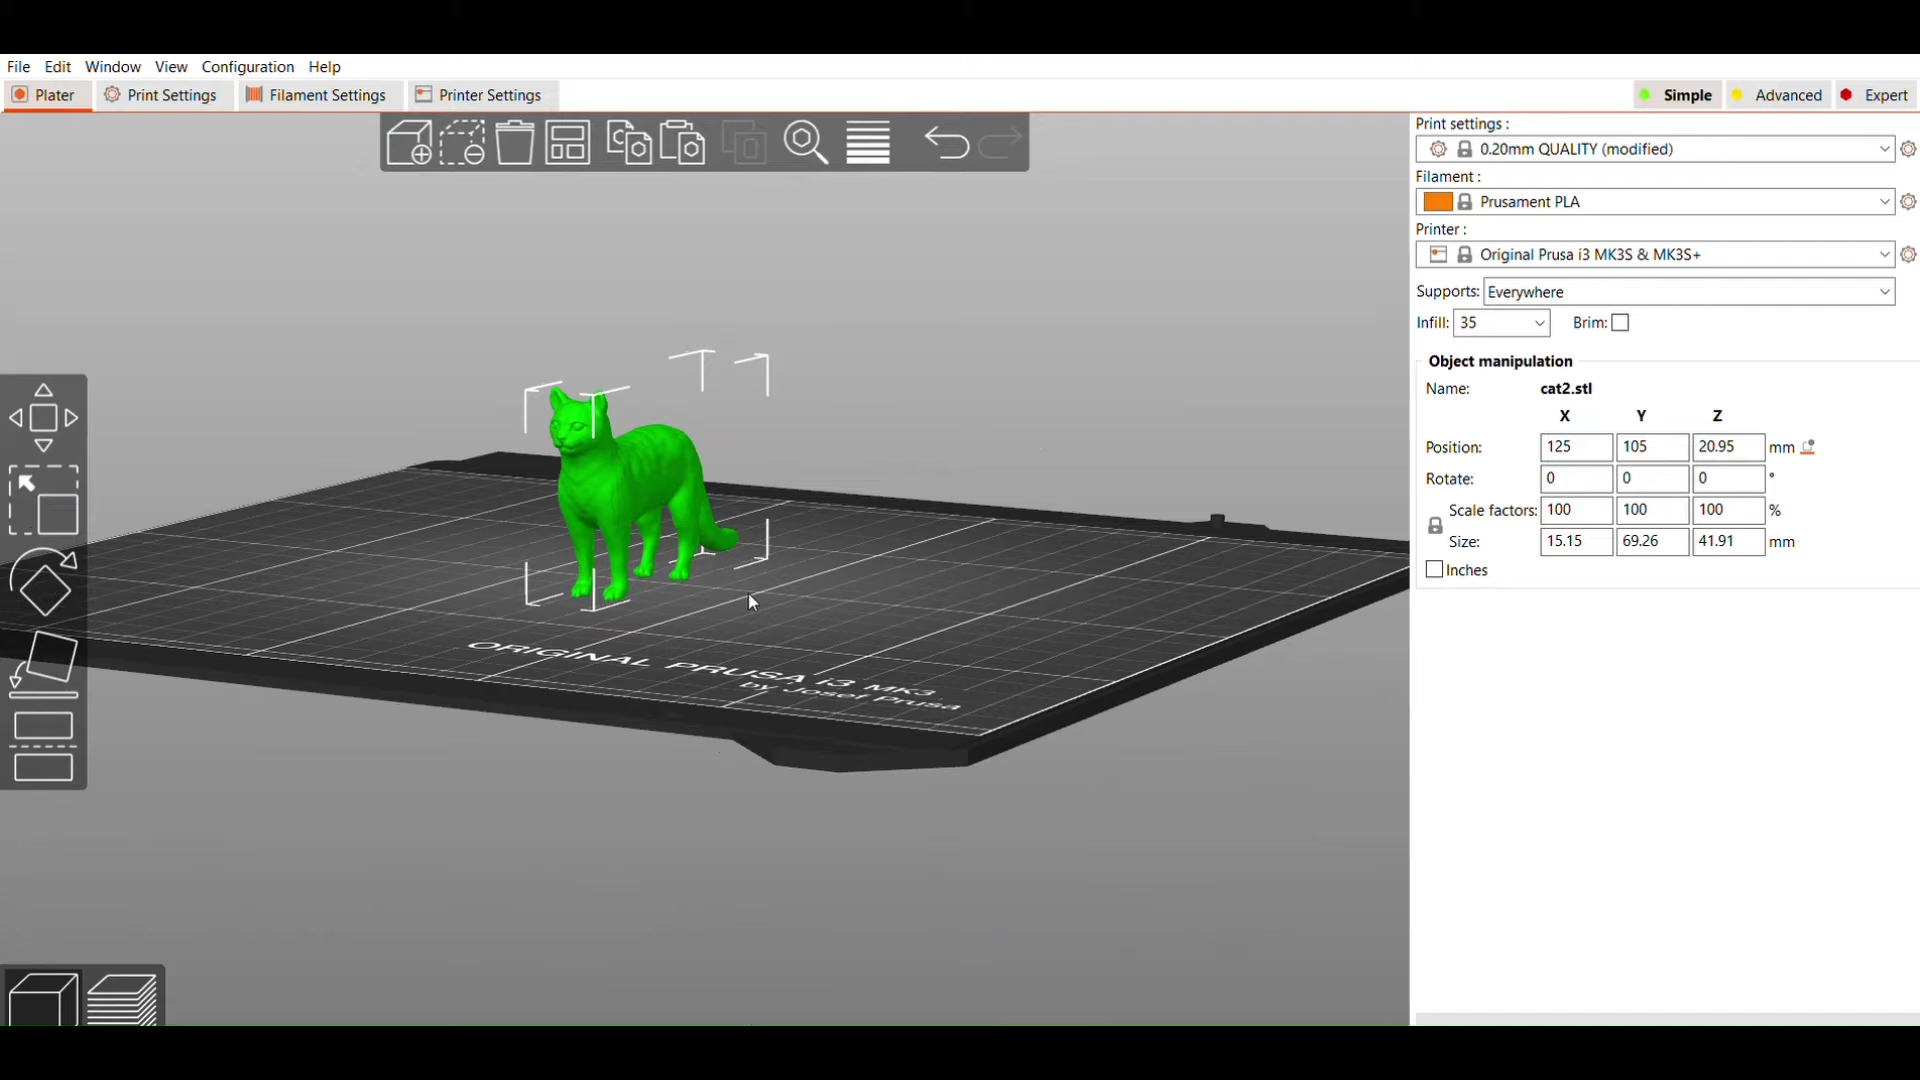 File Edit Window View Configuration Help
Plater Print Settings Filament Settings Printer Settings Simple Advanced Expert
Print settings :
0.20mm QUALITY (modified)
Filament :
Prusament PLA
Printer :
Original Prusa i3 MK3S & MK3S+
Supports: Everywhere
Infill: 35 Brim:
Object manipulation
Name: cat2.stl
X Y Z
Position: 125 105 20.95 mm
Rotate: 0 0 0 °
Scale factors: 100 100 100 %
Size: 15.15 69.26 41.91 mm
Inches
ORIGINAL PRUSA i3 MK3
by Josef Prusa